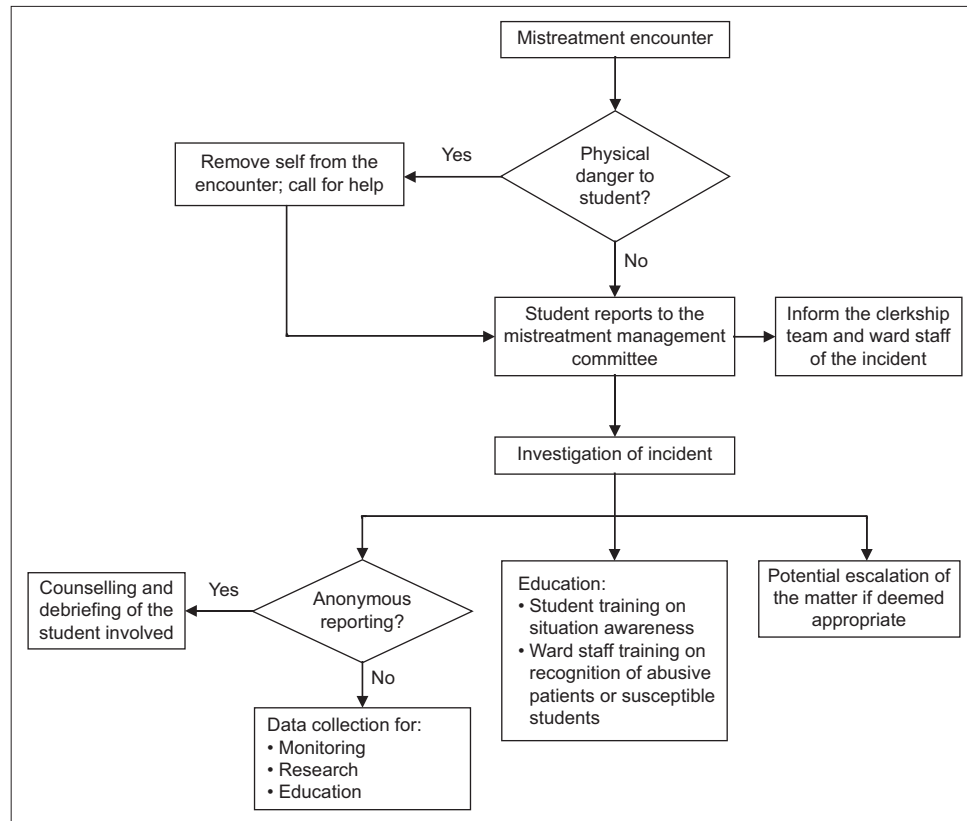 Mistreatment encounter
Physical
danger to
student?
Yes
Remove self from the
encounter; call for help
No
Student reports to the
mistreatment management
committee
Inform the clerkship
team and ward staff
of the incident
Investigation of incident
Anonymous
reporting?
Yes
Counselling and
debriefing of the
student involved
No
Data collection for:
• Monitoring
• Research
• Education
Education:
• Student training on
situation awareness
• Ward staff training on
recognition of abusive
patients or susceptible
students
Potential escalation of
the matter if deemed
appropriate